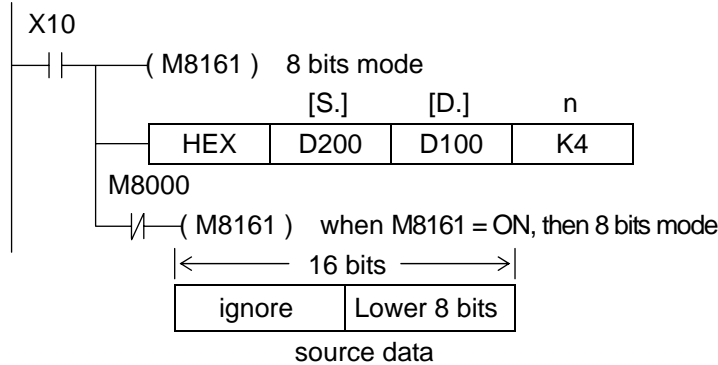 X10
( M8161 ) 8 bits mode
[S.] [D.] n
HEX D200 D100 K4
M8000
( M8161 ) when M8161 = ON, then 8 bits mode
16 bits
ignore Lower 8 bits
source data